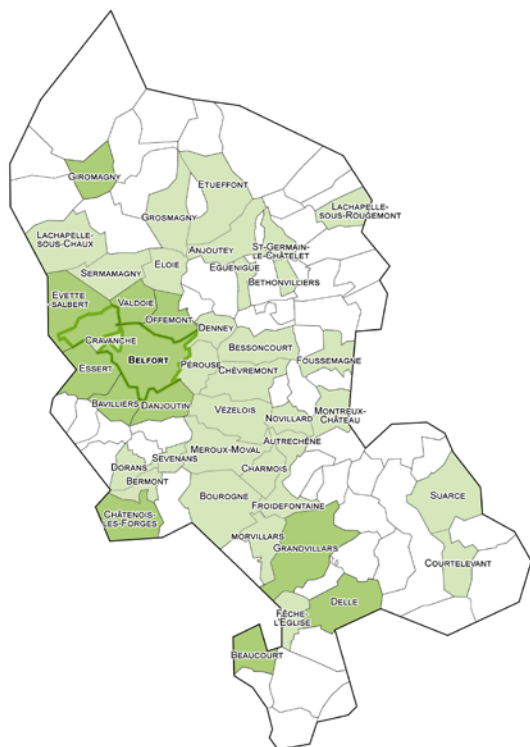 GIROMAGNY
ETUEFFONT
LACHAPELLE
-SOUS-ROUGEMONT
GROSMAGNY
LACHAPELLE
-SOUS-CHAUX
ANJOUTEY
ST-GERMAIN
-LE-CHÂTELET
ELOIE
EGUENIGUE
SERMAMAGNY
BETHONVILLIERS
EVETTE
-SALBERT
VALDOIE
OFFEMONT
DENNEY
CRAVANCHE
BESSONCOURT
BELFORT
FOUSSEMAGNE
ESSERT
PÉROUSE
CHÈVREMONT
BAVILLIERS
DANJOUTIN
VÉZELOIS
NOVILLARD
MONTREUX-
CHÂTEAU
AUTRECHÊNE
MEROUX-MOVAL
SEVENANS
DORANS
CHARMOIS
BERMONT
BOUROGNE
SUARCE
CHÂTENOIS
-LES-FORGES
FROIDEFONTAINE
MORVILLARS
GRANDVILLARS
COURTELEVANT
DELLE
FÊCHE
-L'EGLISE
BEAUCOURT